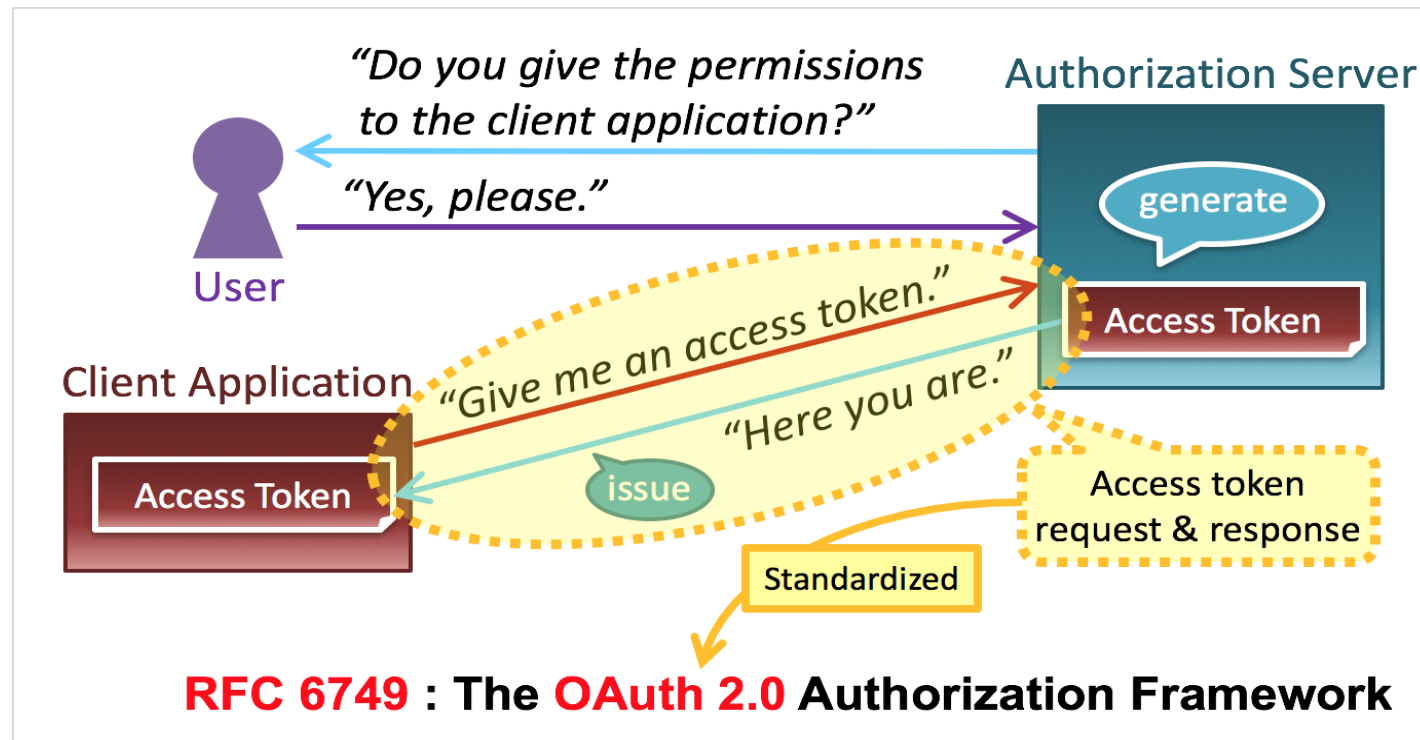 “Do you give the permissions
to the client application?”
Authorization Server
“Yes, please.”
generate
User
“Give me an access token.”
Access Token
Client Application
“Here you are.”
Access Token
issue
Access token
request & response
Standardized
RFC 6749 : The OAuth 2.0 Authorization Framework